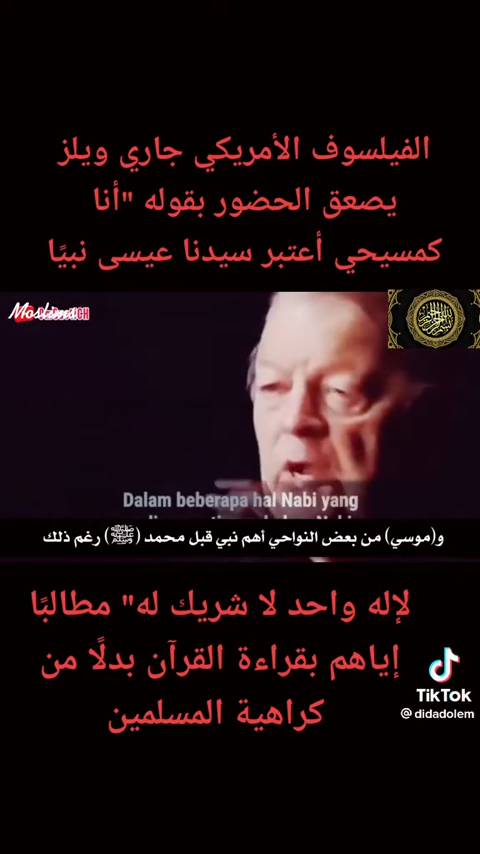 الفيلسوف الأمريكي جاري ويلز
يصعق الحضور بقوله "أنا
كمسيحي أعتبر سيدنا عيسى نبيًا
Dalam beberapa hal Nabi yang
و(موسي) من بعض النواحي أهم نبي قبل محمد (ﷺ) رغم ذلك
لإله واحد لا شريك له" مطالبًا
إياهم بقراءة القرآن بدلًا من
كراهية المسلمين
TikTok
@didadolem